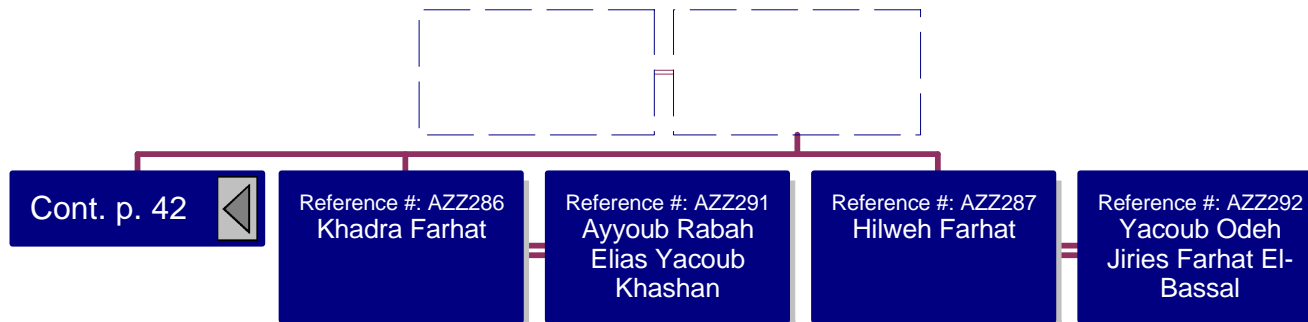 Cont. p. 42
Reference #: AZZ286
Khadra Farhat
Reference #: AZZ291
Ayyoub Rabah
Elias Yacoub
Khashan
Reference #: AZZ287
Hilweh Farhat
Reference #: AZZ292
Yacoub Odeh
Jiries Farhat El-
Bassal